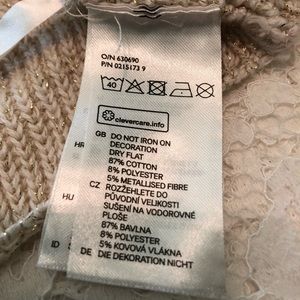 O/N 630690
P/N 0215173 9
40
clevercare.info
GB DO NOT IRON ON
DECORATION
DRY FLAT
87% COTTON
8% POLYESTER
5% METALLISED FIBRE
CZ ROZŽEHLETE DO
PŮVODNÍ VELIKOSTI
SUŠENÍ NA VODOROVNÉ
PLOŠE
87% BAVLNA
8% POLYESTER
5% KOVOVÁ VLÁKNA
DE DIE DEKORATION NICHT
HR
HU
ID S